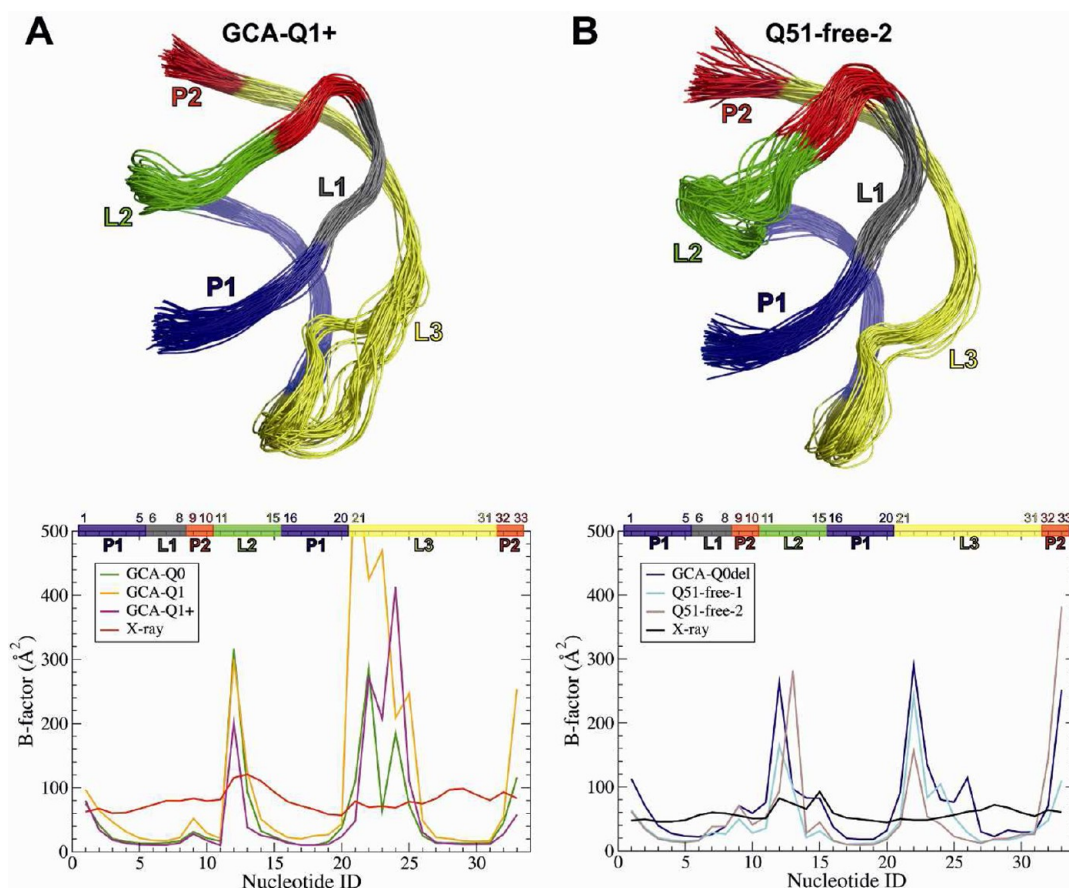 A
GCA-Q1+
P2
L1
L2
P1
L3
B
Q51-free-2
P2
L1
L2
P1
L3
1 5 6 8 9 10 11 15 16 20 21 31 32 33
P1 L1 P2 L2 P1 L3 P2
500
400
300
200
100
0
B-factor (Å²)
GCA-Q0
GCA-Q1
GCA-Q1+
X-ray
0 5 10 15 20 25 30
Nucleotide ID
1 5 6 8 9 10 11 15 16 20 21 31 32 33
P1 L1 P2 L2 P1 L3 P2
500
400
300
200
100
0
B-factor (Å²)
GCA-Q0del
Q51-free-1
Q51-free-2
X-ray
0 5 10 15 20 25 30
Nucleotide ID